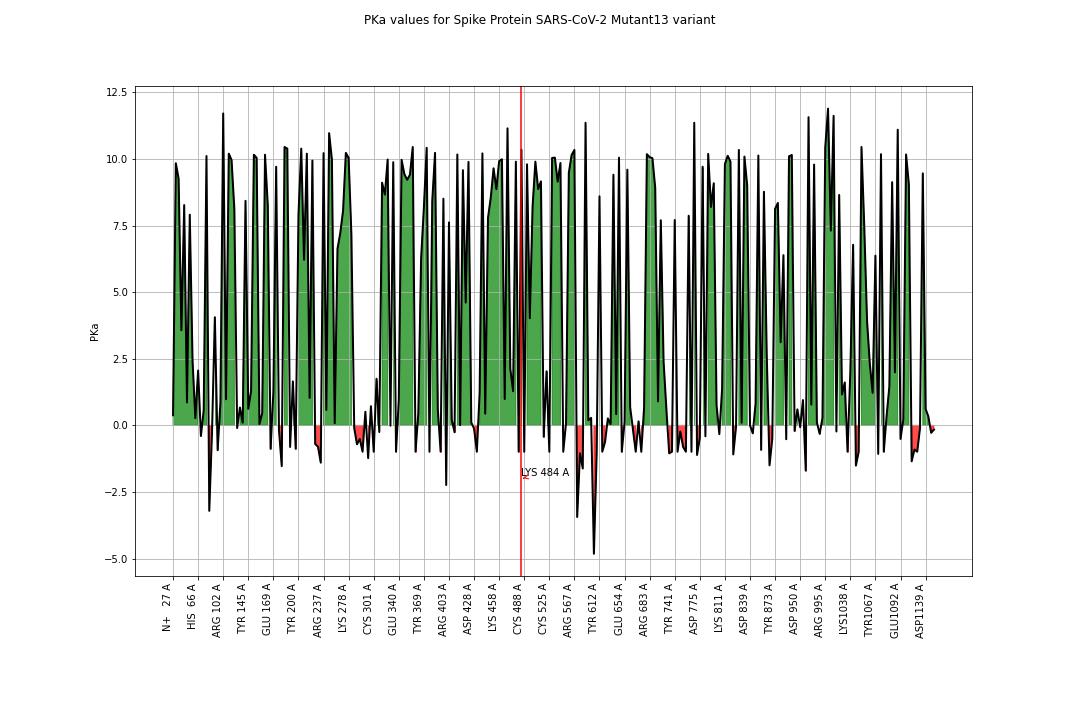 PKa values for Spike Protein SARS-CoV-2 Mutant13 variant
12.5
10.0
7.5
5.0
2.5
0.0
−2.5
−5.0
PKa
LYS 484 A
N+ 27 A
HIS 66 A
ARG 102 A
TYR 145 A
GLU 169 A
TYR 200 A
ARG 237 A
LYS 278 A
CYS 301 A
GLU 340 A
TYR 369 A
ARG 403 A
ASP 428 A
LYS 458 A
CYS 488 A
CYS 525 A
ARG 567 A
TYR 612 A
GLU 654 A
ARG 683 A
TYR 741 A
ASP 775 A
LYS 811 A
ASP 839 A
TYR 873 A
ASP 950 A
ARG 995 A
LYS1038 A
TYR1067 A
GLU1092 A
ASP1139 A